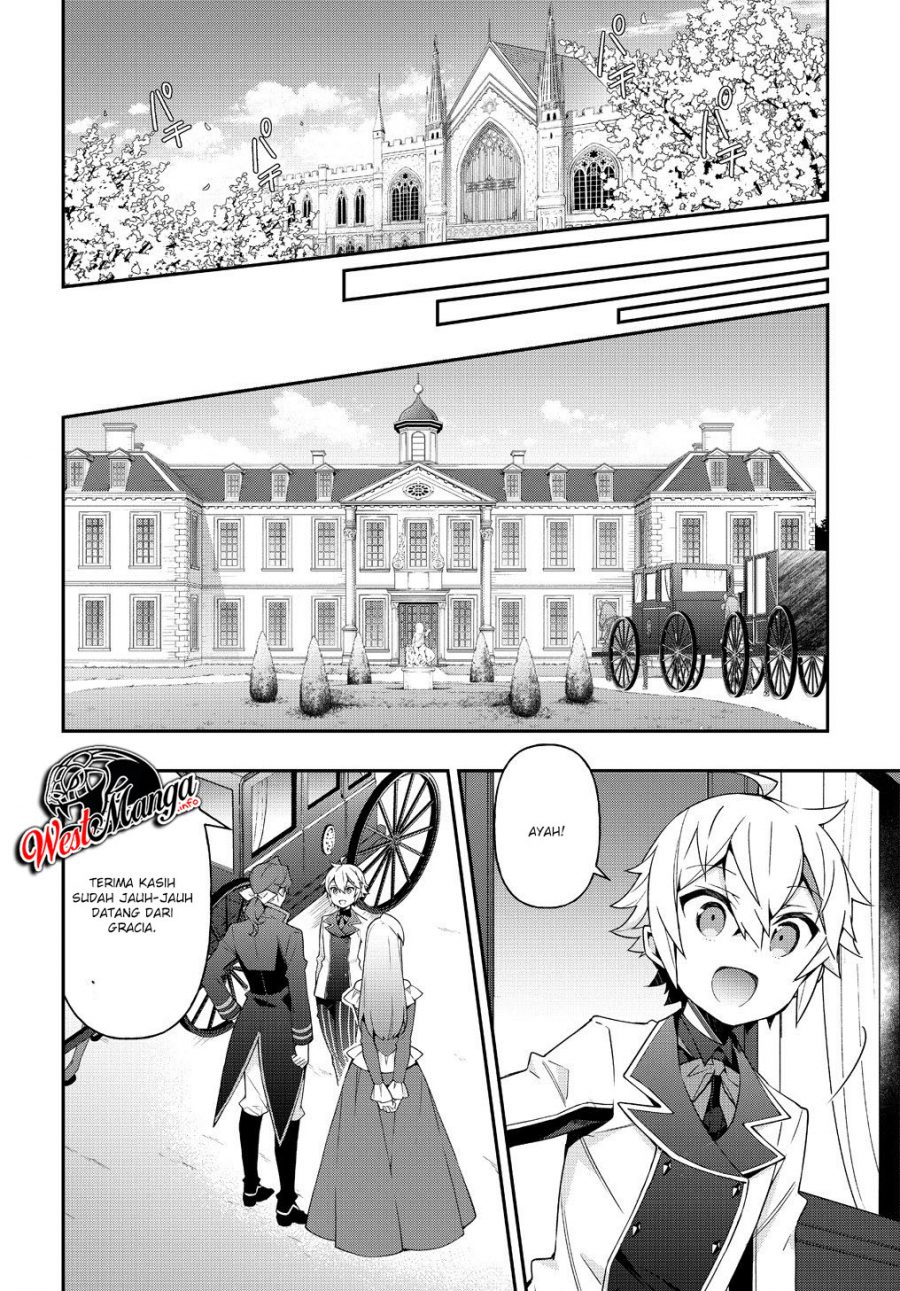 パチ
パチ
パチ
パチ
AYAH!
TERIMA KASIH
SUDAH JAUH-JAUH
DATANG DARI
GRACIA.
WestManga
.info